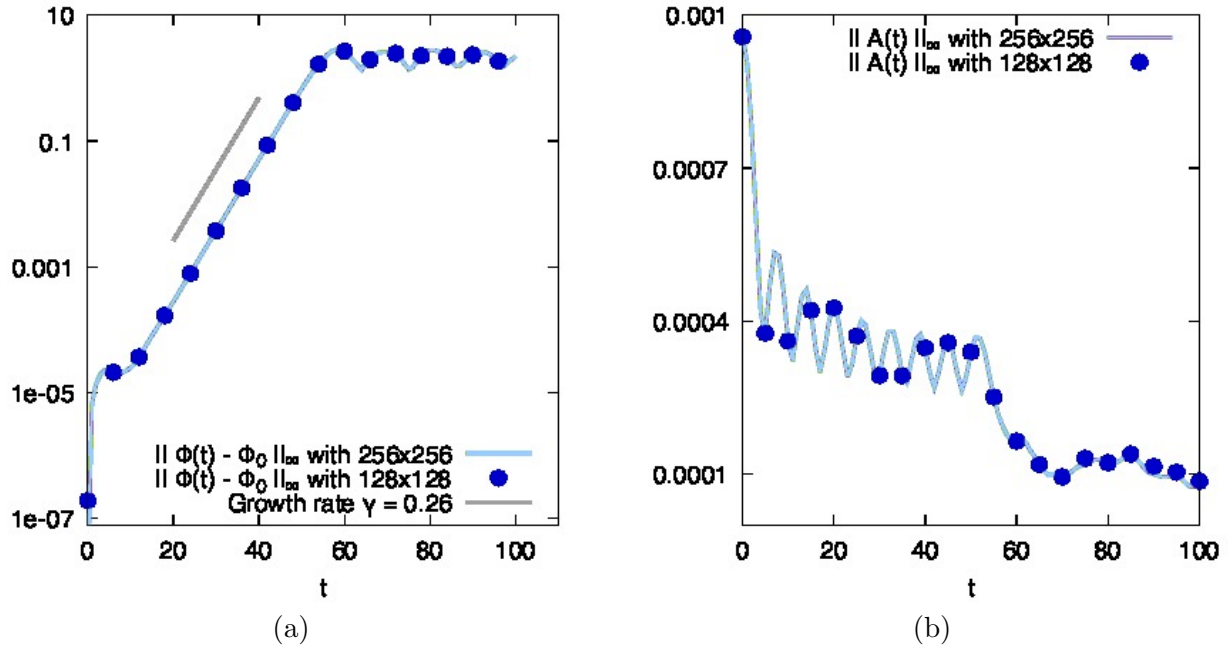 10
0.1
0.001
1e-05
1e-07
0
20
40
60
80
100
t
|| Φ(t) - Φ₀ ||∞ with 256x256
|| Φ(t) - Φ₀ ||∞ with 128x128
Growth rate γ = 0.26
(a)
0.001
0.0007
0.0004
0.0001
0
20
40
60
80
100
t
|| A(t) ||∞ with 256x256
|| A(t) ||∞ with 128x128
(b)